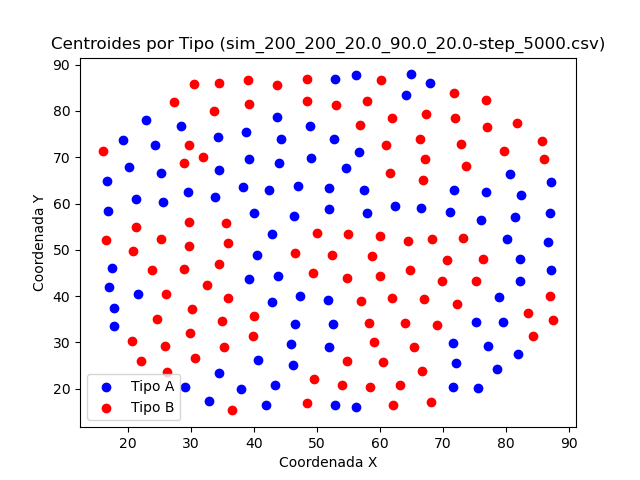 Centroides por Tipo (sim_200_200_20.0_90.0_20.0-step_5000.csv)
90
80
70
60
50
40
30
20
Coordenada Y
Tipo A
Tipo B
20 30 40 50 60 70 80 90
Coordenada X